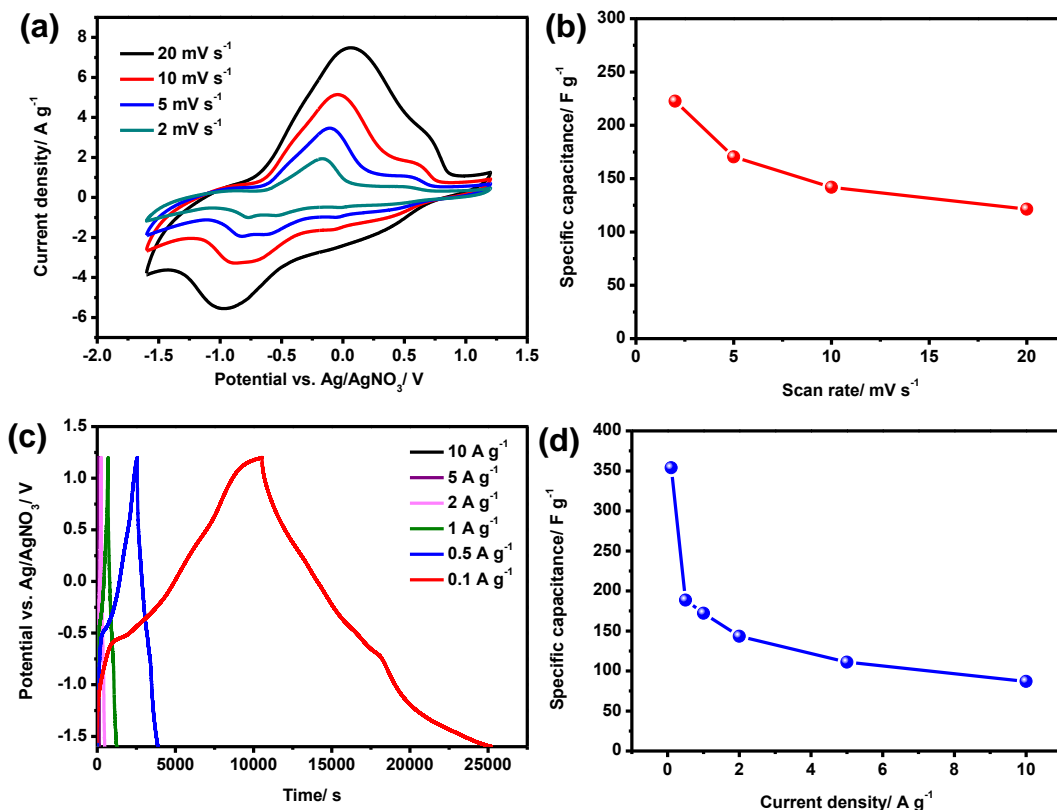 (a)
20 mV s⁻¹
10 mV s⁻¹
5 mV s⁻¹
2 mV s⁻¹
Current density/ A g⁻¹
8
6
4
2
0
-2
-4
-6
-2.0 -1.5 -1.0 -0.5 0.0 0.5 1.0 1.5
Potential vs. Ag/AgNO₃/ V
(b)
Specific capacitance/ F g⁻¹
300
250
200
150
100
50
0
0 5 10 15 20
Scan rate/ mV s⁻¹
(c)
10 A g⁻¹
5 A g⁻¹
2 A g⁻¹
1 A g⁻¹
0.5 A g⁻¹
0.1 A g⁻¹
Potential vs. Ag/AgNO₃/ V
1.5
1.0
0.5
0.0
-0.5
-1.0
-1.5
0 5000 10000 15000 20000 25000
Time/ s
(d)
Specific capacitance/ F g⁻¹
400
350
300
250
200
150
100
50
0
0 2 4 6 8 10
Current density/ A g⁻¹